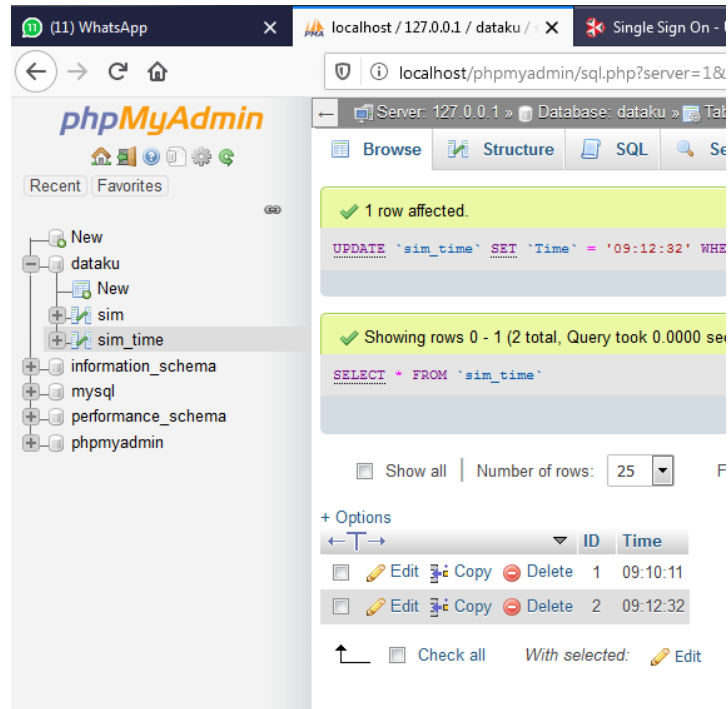 (11) WhatsApp
localhost / 127.0.0.1 / dataku /
Single Sign On -
localhost/phpmyadmin/sql.php?server=1&
phpMyAdmin
Recent Favorites
New
dataku
New
sim
sim_time
information_schema
mysql
performance_schema
phpmyadmin
Server: 127.0.0.1 » Database: dataku » Tab
Browse Structure SQL Se
1 row affected.
UPDATE `sim_time` SET `Time` = '09:12:32' WHE
Showing rows 0 - 1 (2 total, Query took 0.0000 se
SELECT * FROM `sim_time`
Show all | Number of rows: 25 F
+ Options
←T→ ID Time
Edit Copy Delete 1 09:10:11
Edit Copy Delete 2 09:12:32
Check all With selected: Edit